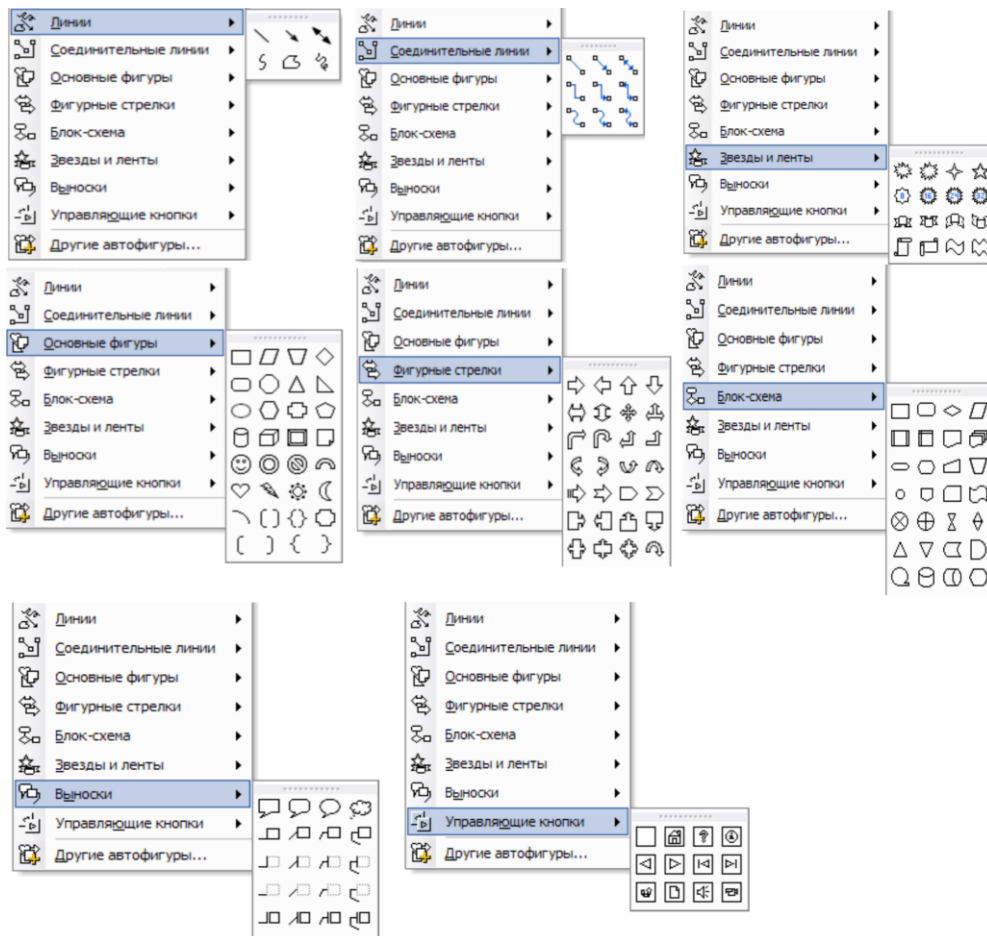 Линии
Соединительные линии
Основные фигуры
Фигурные стрелки
Блок-схема
Звезды и ленты
Выноски
Управляющие кнопки
Другие автофигуры...
Линии
Соединительные линии
Основные фигуры
Фигурные стрелки
Блок-схема
Звезды и ленты
Выноски
Управляющие кнопки
Другие автофигуры...
Линии
Соединительные линии
Основные фигуры
Фигурные стрелки
Блок-схема
Звезды и ленты
Выноски
Управляющие кнопки
Другие автофигуры...
8 16 24 32
Линии
Соединительные линии
Основные фигуры
Фигурные стрелки
Блок-схема
Звезды и ленты
Выноски
Управляющие кнопки
Другие автофигуры...
Линии
Соединительные линии
Основные фигуры
Фигурные стрелки
Блок-схема
Звезды и ленты
Выноски
Управляющие кнопки
Другие автофигуры...
Линии
Соединительные линии
Основные фигуры
Фигурные стрелки
Блок-схема
Звезды и ленты
Выноски
Управляющие кнопки
Другие автофигуры...
Линии
Соединительные линии
Основные фигуры
Фигурные стрелки
Блок-схема
Звезды и ленты
Выноски
Управляющие кнопки
Другие автофигуры...
Линии
Соединительные линии
Основные фигуры
Фигурные стрелки
Блок-схема
Звезды и ленты
Выноски
Управляющие кнопки
Другие автофигуры...